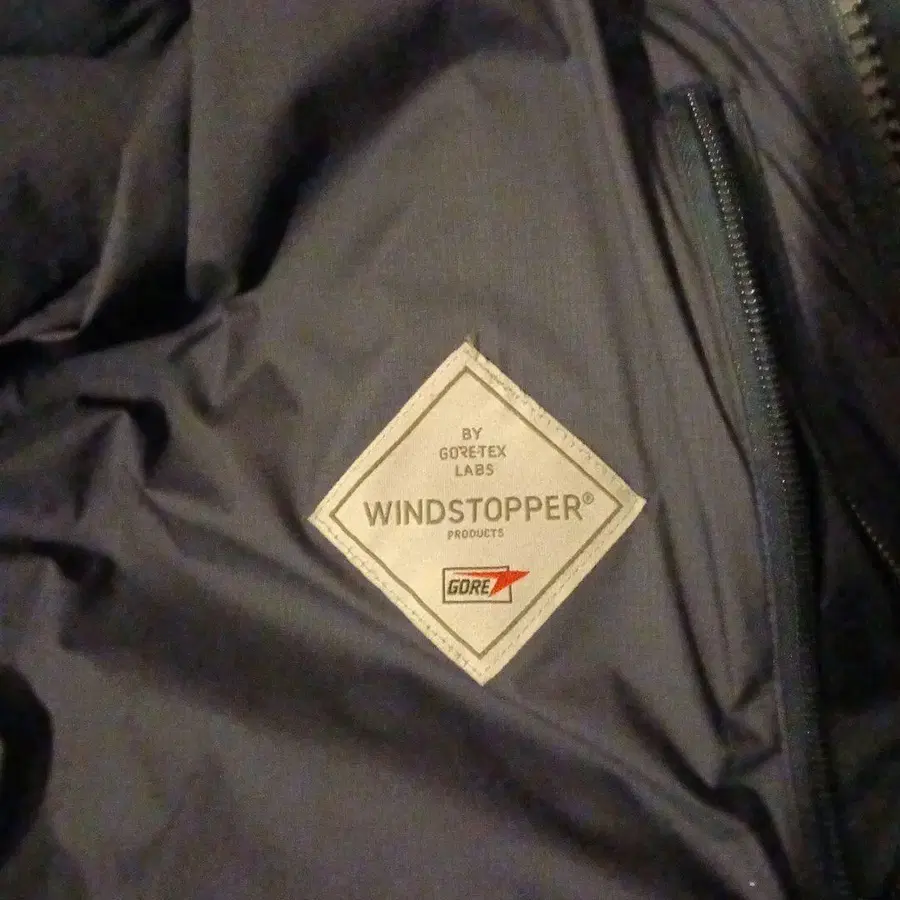 BY
GORE-TEX
LABS
WINDSTOPPER®
PRODUCTS
GORE